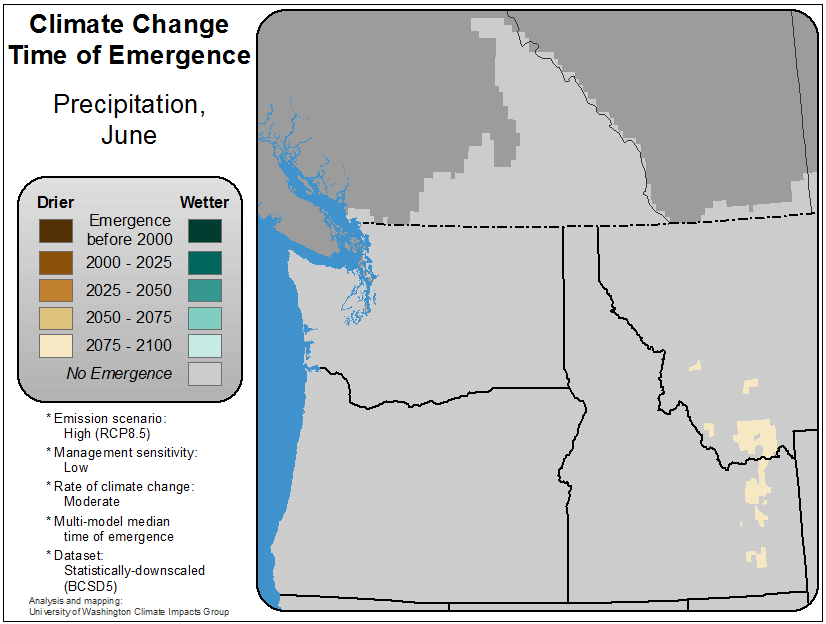 Climate Change
Time of Emergence
Precipitation,
June
Drier Wetter
Emergence
before 2000
2000 - 2025
2025 - 2050
2050 - 2075
2075 - 2100
No Emergence
* Emission scenario:
High (RCP8.5)
* Management sensitivity:
Low
* Rate of climate change:
Moderate
* Multi-model median
time of emergence
* Dataset:
Statistically-downscaled
(BCSD5)
Analysis and mapping:
University of Washington Climate Impacts Group